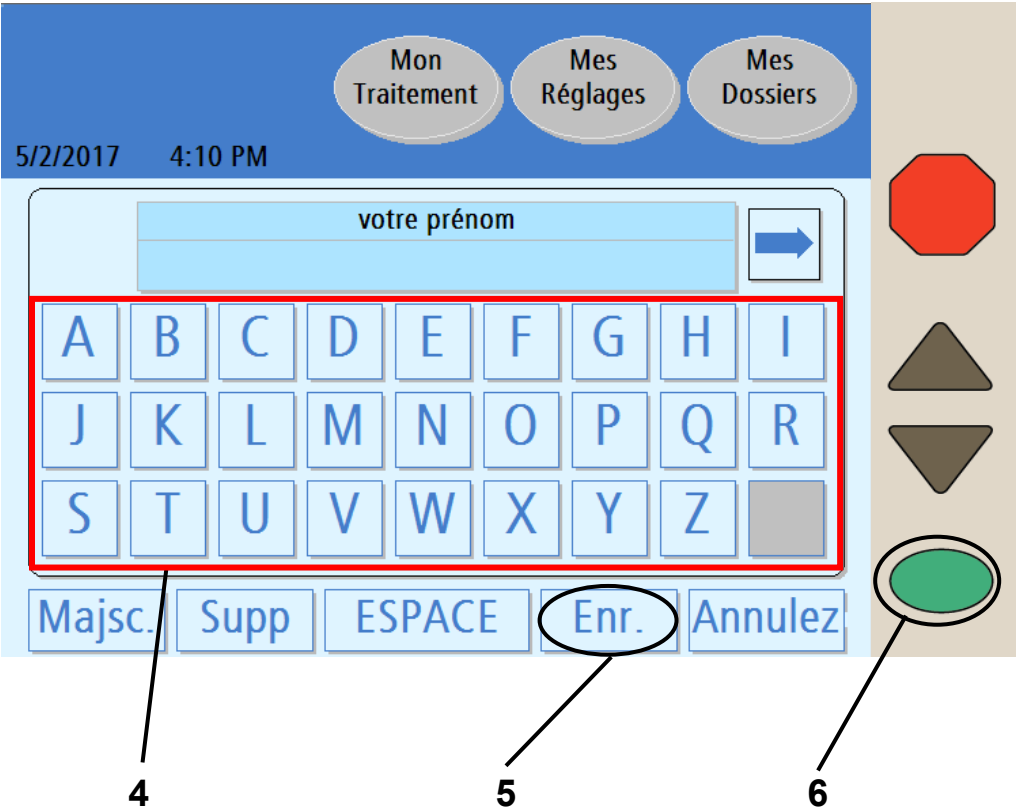 Mon Traitement
Mes Réglages
Mes Dossiers
5/2/2017 4:10 PM
votre prénom
A B C D E F G H I
J K L M N O P Q R
S T U V W X Y Z
Majsc. Supp ESPACE Enr. Annulez
4 5 6